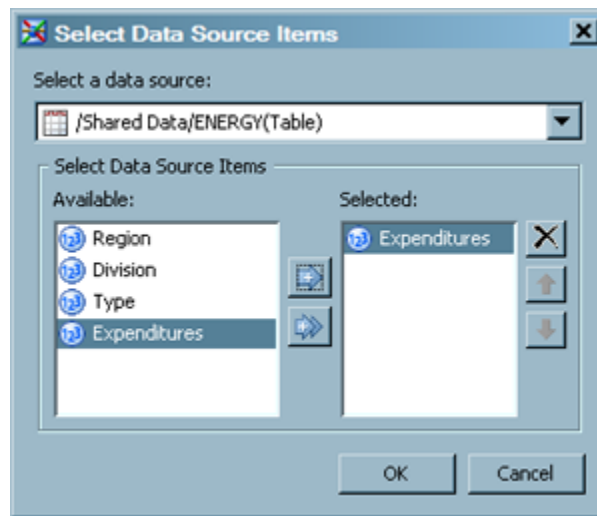 Select Data Source Items
Select a data source:
/Shared Data/ENERGY(Table)
Select Data Source Items
Available:
Region
Division
Type
Expenditures
Selected:
Expenditures
OK
Cancel